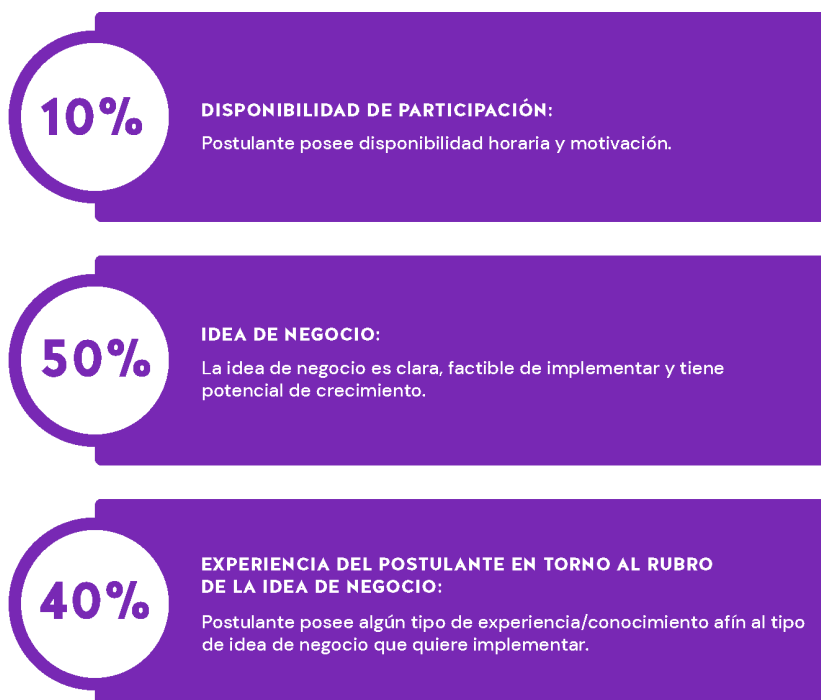 10%
DISPONIBILIDAD DE PARTICIPACIÓN:
Postulante posee disponibilidad horaria y motivación.
50%
IDEA DE NEGOCIO:
La idea de negocio es clara, factible de implementar y tiene
potencial de crecimiento.
40%
EXPERIENCIA DEL POSTULANTE EN TORNO AL RUBRO
DE LA IDEA DE NEGOCIO:
Postulante posee algún tipo de experiencia/conocimiento afín al tipo
de idea de negocio que quiere implementar.